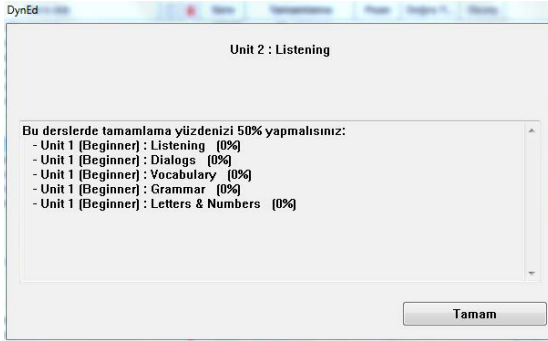 DynEd
Unit 2 : Listening
Bu derslerde tamamlama yüzdenizi 50% yapmalısınız:
- Unit 1 (Beginner) : Listening (0%)
- Unit 1 (Beginner) : Dialogs (0%)
- Unit 1 (Beginner) : Vocabulary (0%)
- Unit 1 (Beginner) : Grammar (0%)
- Unit 1 (Beginner) : Letters & Numbers (0%)
Tamam